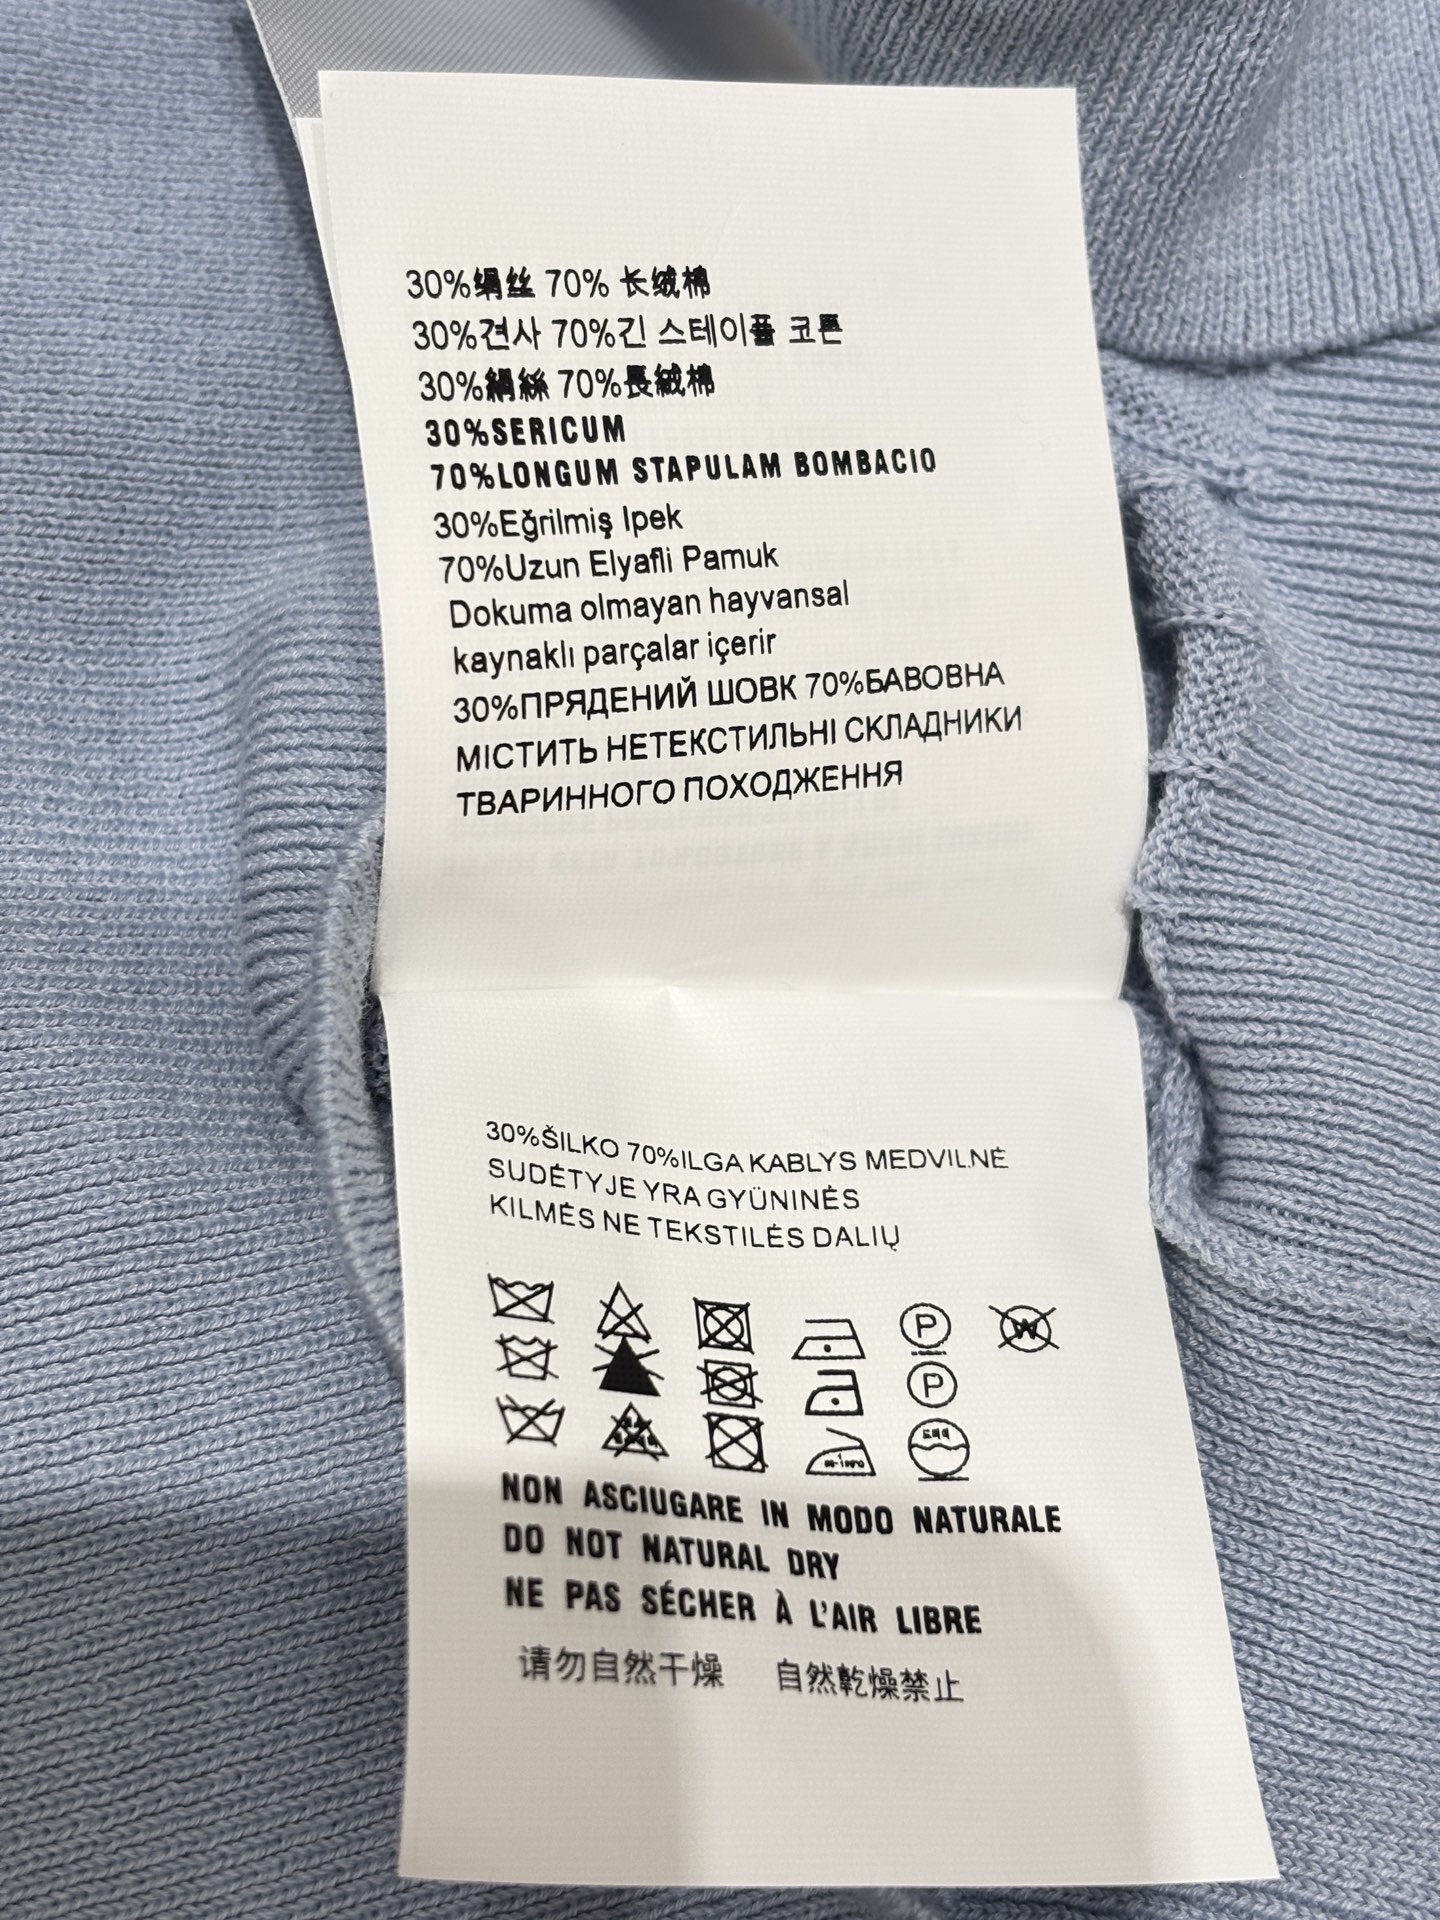 30%绢丝 70% 长绒棉
30%견사 70%긴 스테이플 코튼
30%絹絲 70%長絨棉
30%SERICUM
70%LONGUM STAPULAM BOMBACIO
30%Eğrilmiş Ipek
70%Uzun Elyafli Pamuk
Dokuma olmayan hayvansal
kaynaklı parçalar içerir
30%ПРЯДЕНИЙ ШОВК 70%БАВОВНА
МІСТИТЬ НЕТЕКСТИЛЬНІ СКЛАДНИКИ
ТВАРИННОГО ПОХОДЖЕННЯ
30%ŠILKO 70%ILGA KABLYS MEDVILNĖ
SUDĖTYJE YRA GYŪNINĖS
KILMĖS NE TEKSTILĖS DALIŲ
P W
P
NON ASCIUGARE IN MODO NATURALE
DO NOT NATURAL DRY
NE PAS SÉCHER À L'AIR LIBRE
请勿自然干燥 自然乾燥禁止